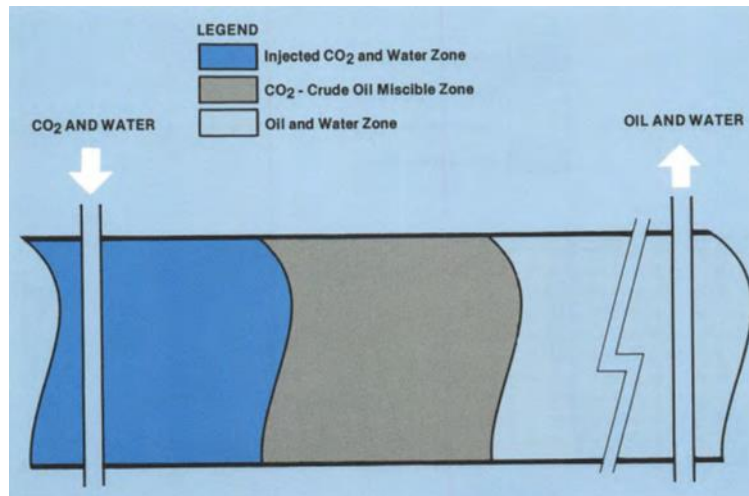 LEGEND
Injected CO₂ and Water Zone
CO₂ - Crude Oil Miscible Zone
Oil and Water Zone
CO₂ AND WATER
OIL AND WATER